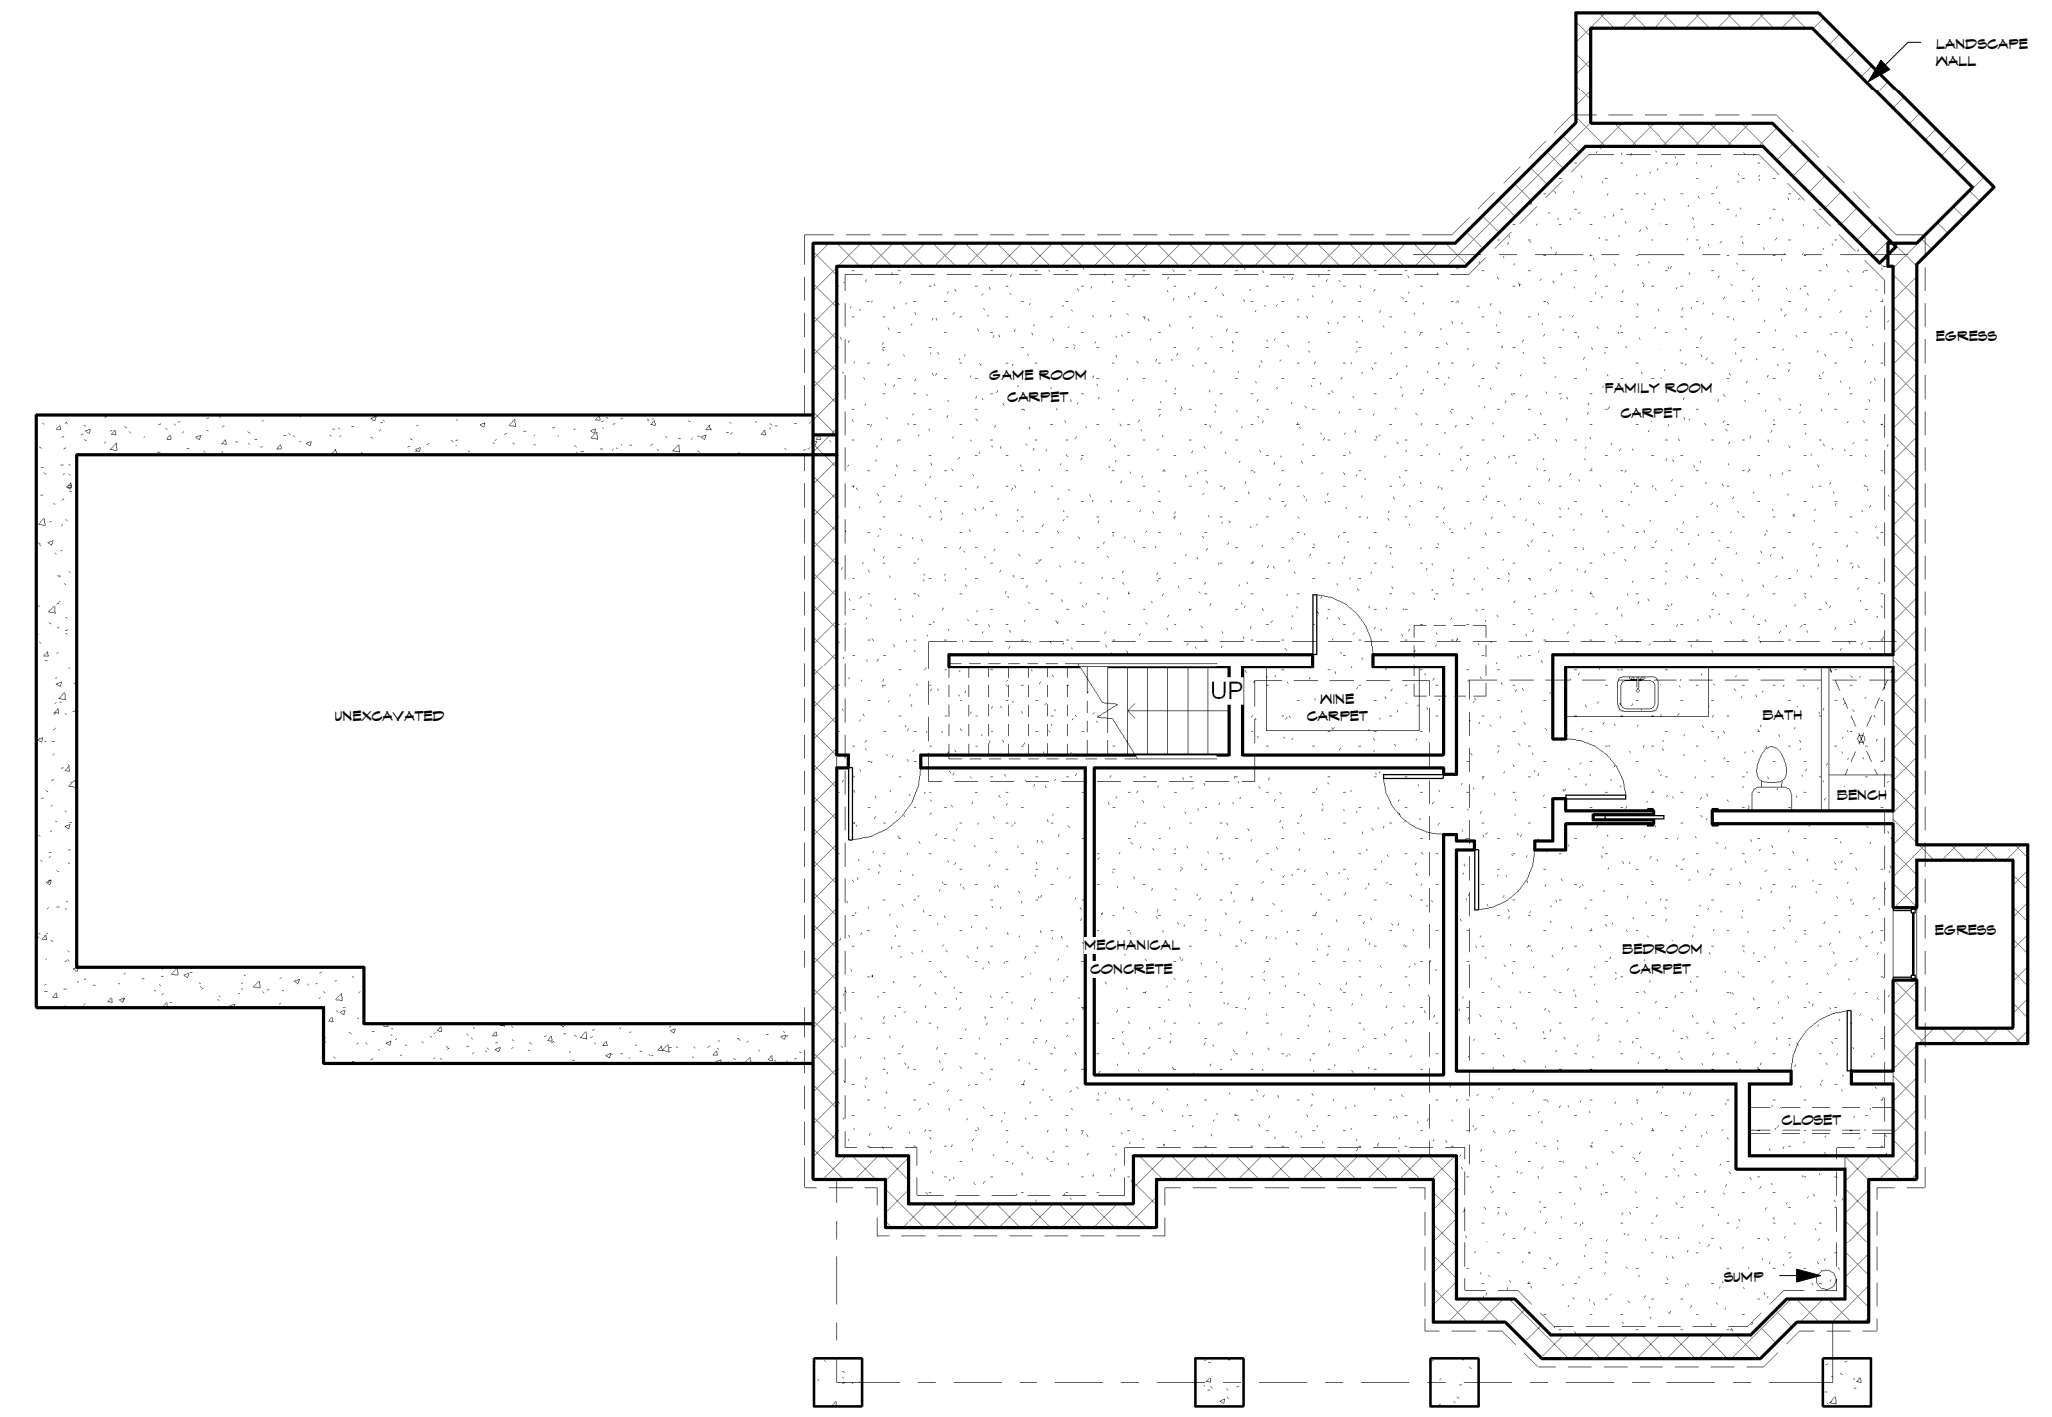 LANDSCAPE
WALL
EGRESS
GAME ROOM
CARPET
FAMILY ROOM
CARPET
UP
WINE
CARPET
BATH
UNEXCAVATED
BENCH
MECHANICAL
CONCRETE
BEDROOM
CARPET
EGRESS
CLOSET
SUMP